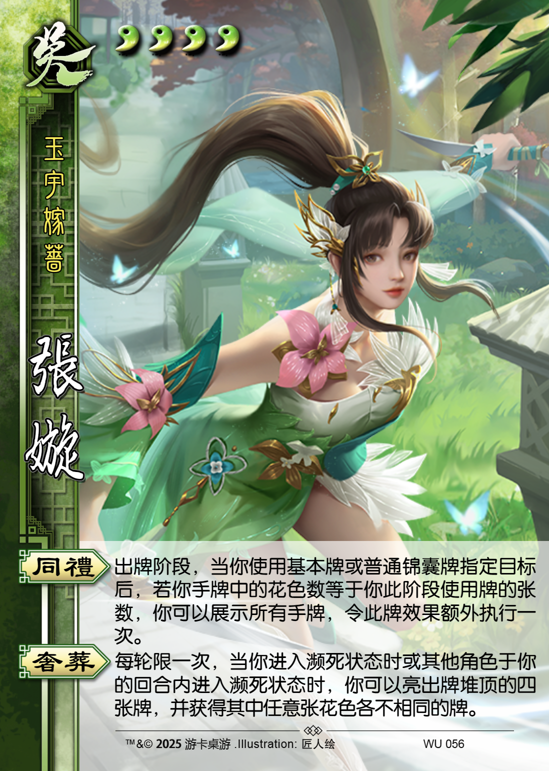 吳
玉宇嫁薔
張嫙
同禮
出牌阶段，当你使用基本牌或普通锦囊牌指定目标
后，若你手牌中的花色数等于你此阶段使用牌的张
数，你可以展示所有手牌，令此牌效果额外执行一
次。
奢葬
每轮限一次，当你进入濒死状态时或其他角色于你
的回合内进入濒死状态时，你可以亮出牌堆顶的四
张牌，并获得其中任意张花色各不相同的牌。
™&© 2025 游卡桌游 .Illustration: 匠人绘 WU 056